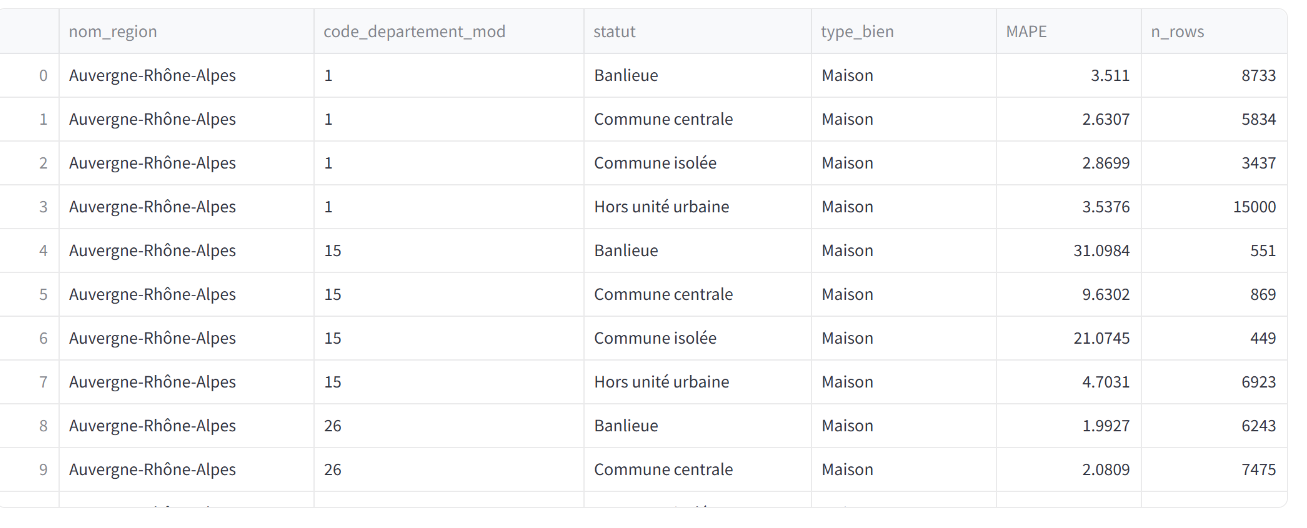 nom_region code_departement_mod statut type_bien MAPE n_rows
0 Auvergne-Rhône-Alpes 1 Banlieue Maison 3.511 8733
1 Auvergne-Rhône-Alpes 1 Commune centrale Maison 2.6307 5834
2 Auvergne-Rhône-Alpes 1 Commune isolée Maison 2.8699 3437
3 Auvergne-Rhône-Alpes 1 Hors unité urbaine Maison 3.5376 15000
4 Auvergne-Rhône-Alpes 15 Banlieue Maison 31.0984 551
5 Auvergne-Rhône-Alpes 15 Commune centrale Maison 9.6302 869
6 Auvergne-Rhône-Alpes 15 Commune isolée Maison 21.0745 449
7 Auvergne-Rhône-Alpes 15 Hors unité urbaine Maison 4.7031 6923
8 Auvergne-Rhône-Alpes 26 Banlieue Maison 1.9927 6243
9 Auvergne-Rhône-Alpes 26 Commune centrale Maison 2.0809 7475